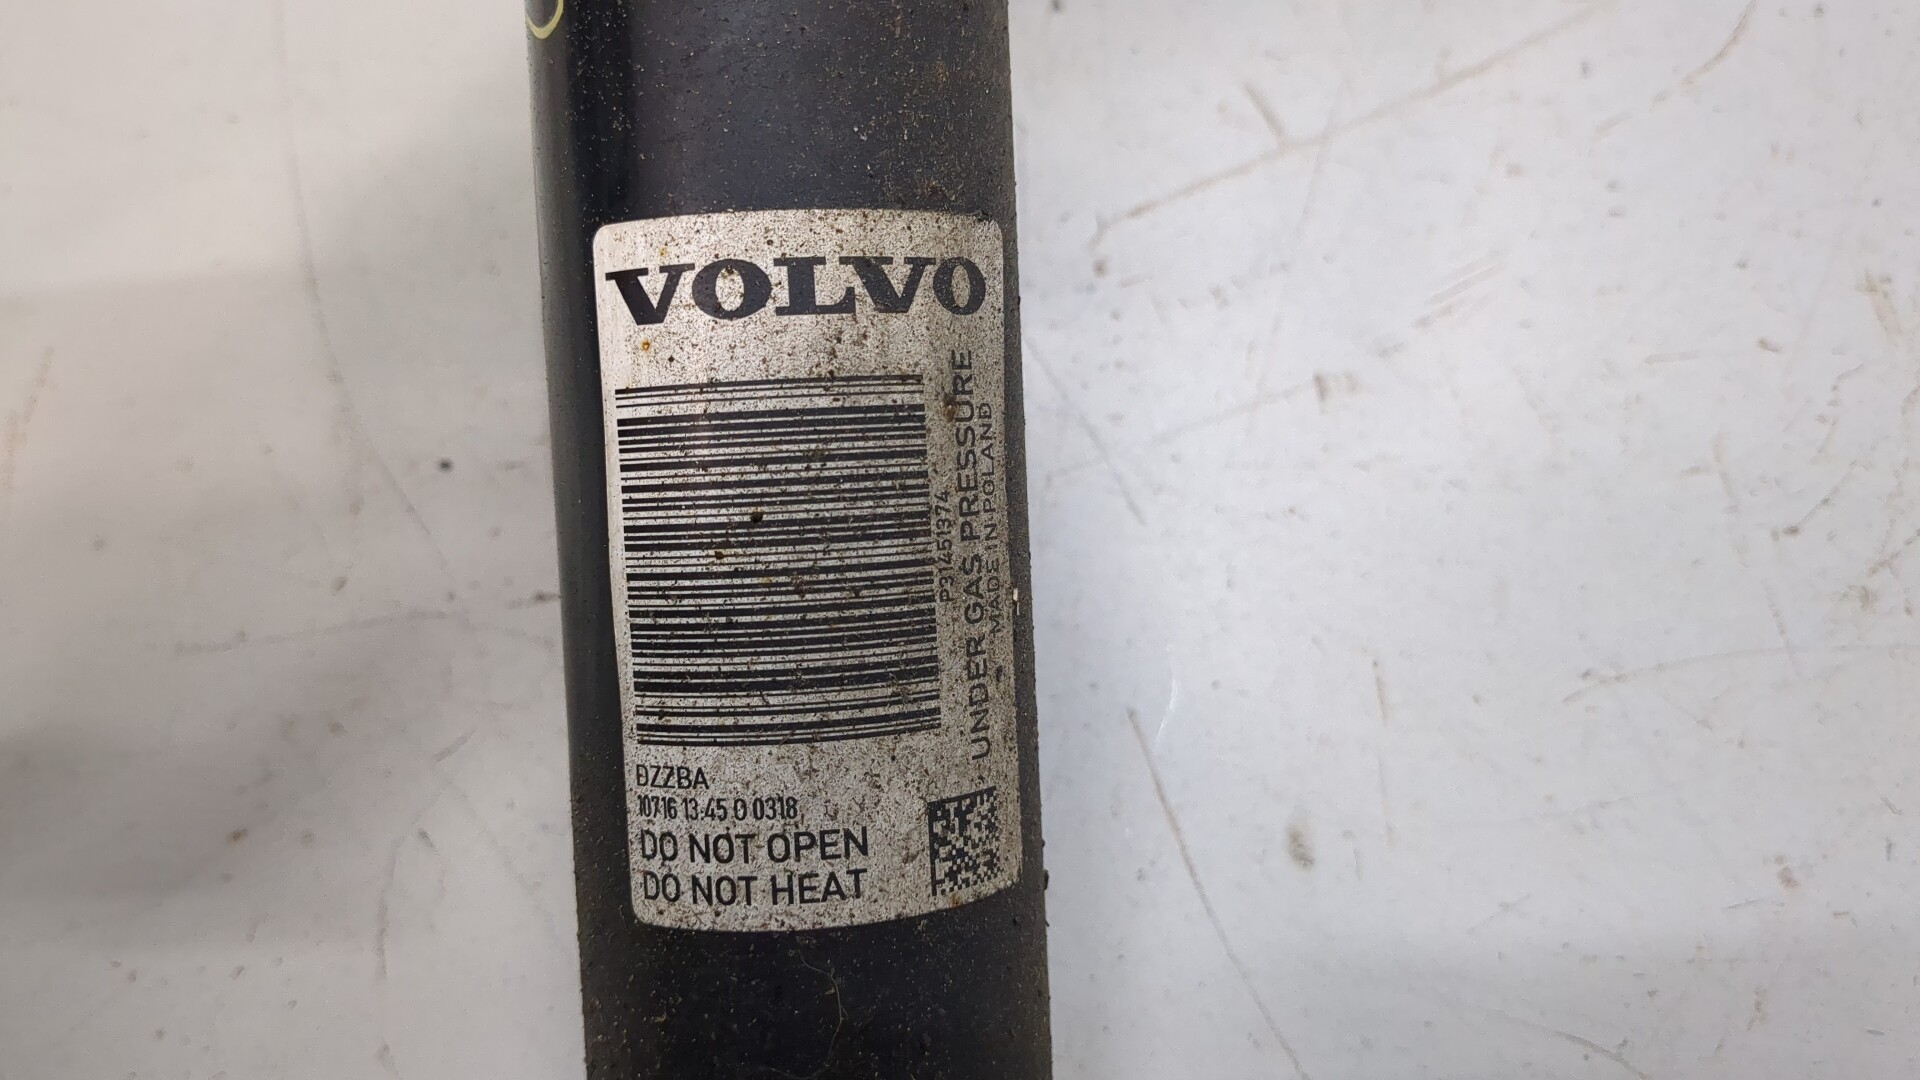 VOLVO
P31451374
UNDER GAS PRESSURE
MADE IN POLAND
DZZBA
10716 13:45 0 0318
DO NOT OPEN
DO NOT HEAT